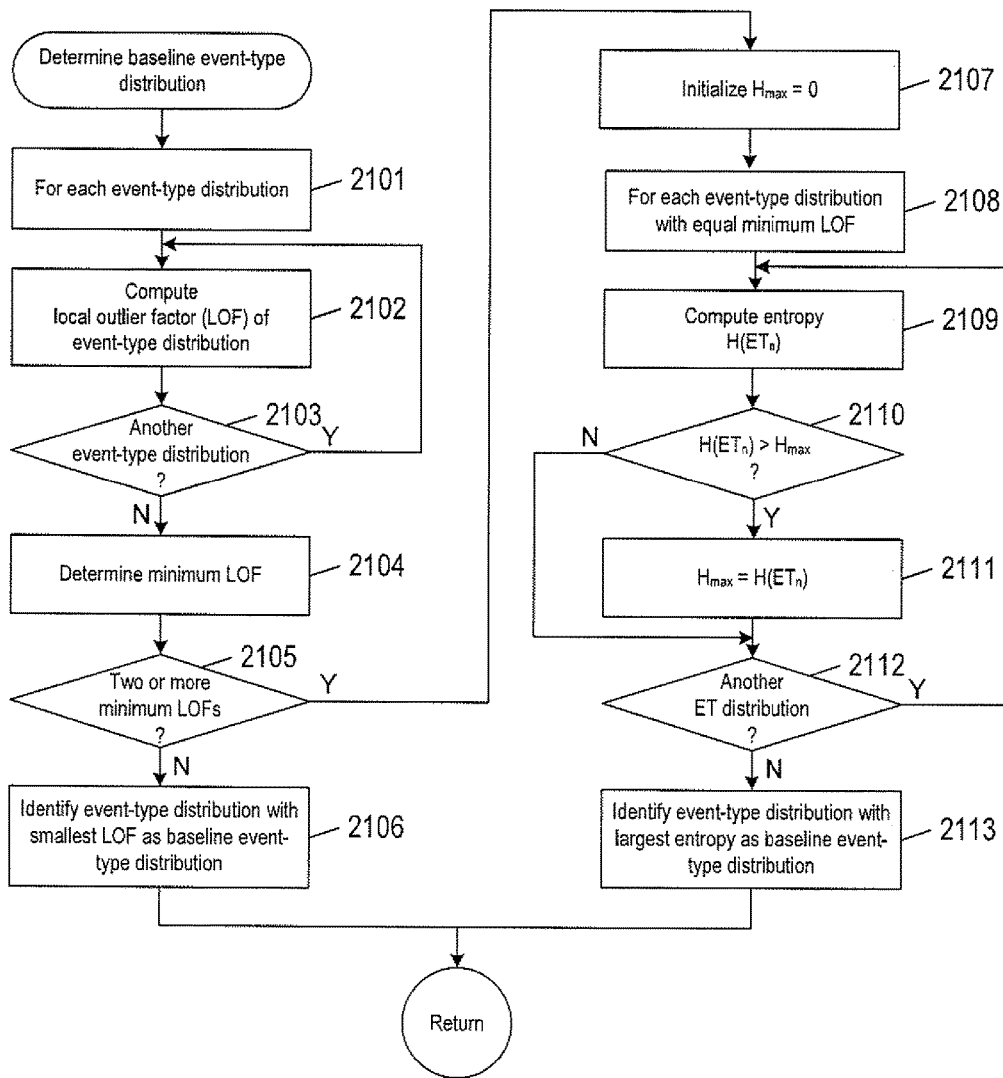 Determine baseline event-type
distribution
For each event-type distribution
2101
Compute
local outlier factor (LOF) of
event-type distribution
2102
Another
event-type distribution
?
2103
Y
N
Determine minimum LOF
2104
Two or more
minimum LOFs
?
2105
Y
N
Identify event-type distribution with
smallest LOF as baseline event-
type distribution
2106
Initialize Hmax = 0
2107
For each event-type distribution
with equal minimum LOF
2108
Compute entropy
H(ETn)
2109
H(ETn) > Hmax
?
2110
N
Y
Hmax = H(ETn)
2111
Another
ET distribution
?
2112
Y
N
Identify event-type distribution with
largest entropy as baseline event-
type distribution
2113
Return